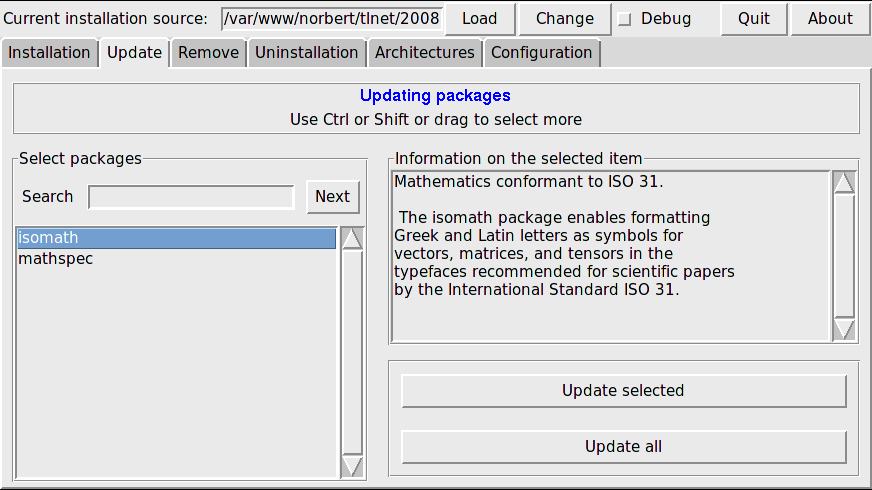 Current installation source: /var/www/norbert/tlnet/2008 Load Change Debug Quit About
Installation Update Remove Uninstallation Architectures Configuration
Updating packages
Use Ctrl or Shift or drag to select more
Select packages
Search Next
isomath
mathspec
Information on the selected item
Mathematics conformant to ISO 31.
The isomath package enables formatting
Greek and Latin letters as symbols for
vectors, matrices, and tensors in the
typefaces recommended for scientific papers
by the International Standard ISO 31.
Update selected
Update all